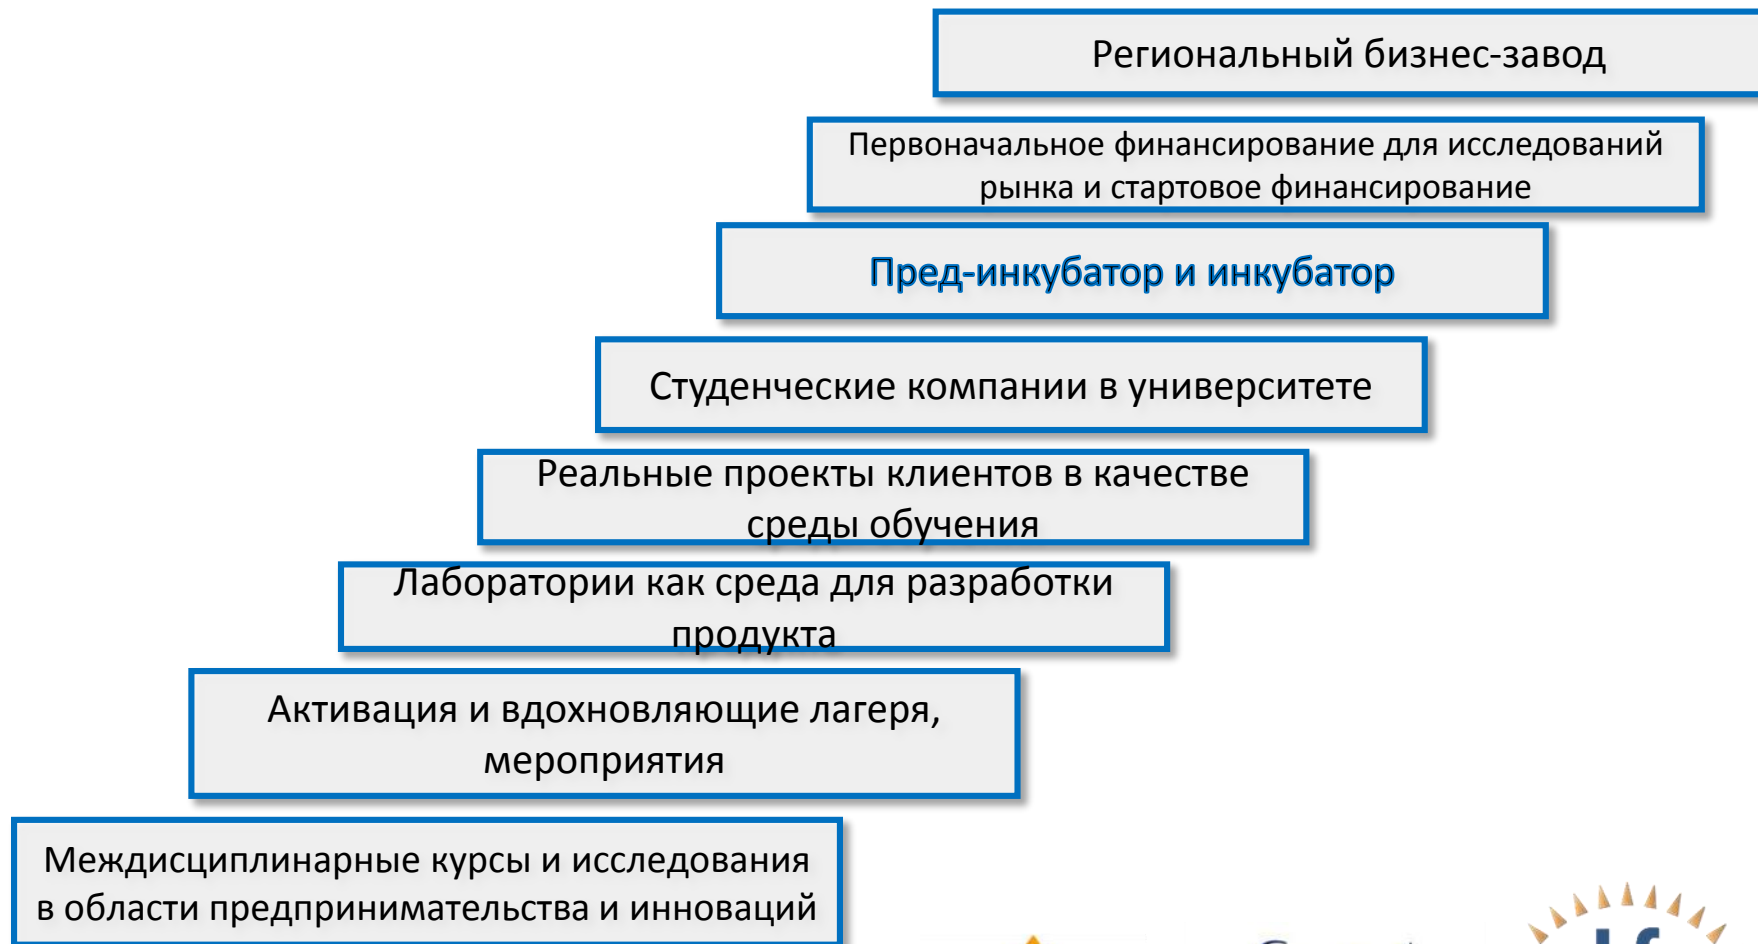 Региональный бизнес-завод
Первоначальное финансирование для исследований
рынка и стартовое финансирование
Пред-инкубатор и инкубатор
Студенческие компании в университете
Реальные проекты клиентов в качестве
среды обучения
Лаборатории как среда для разработки
продукта
Активация и вдохновляющие лагеря,
мероприятия
Междисциплинарные курсы и исследования
в области предпринимательства и инноваций